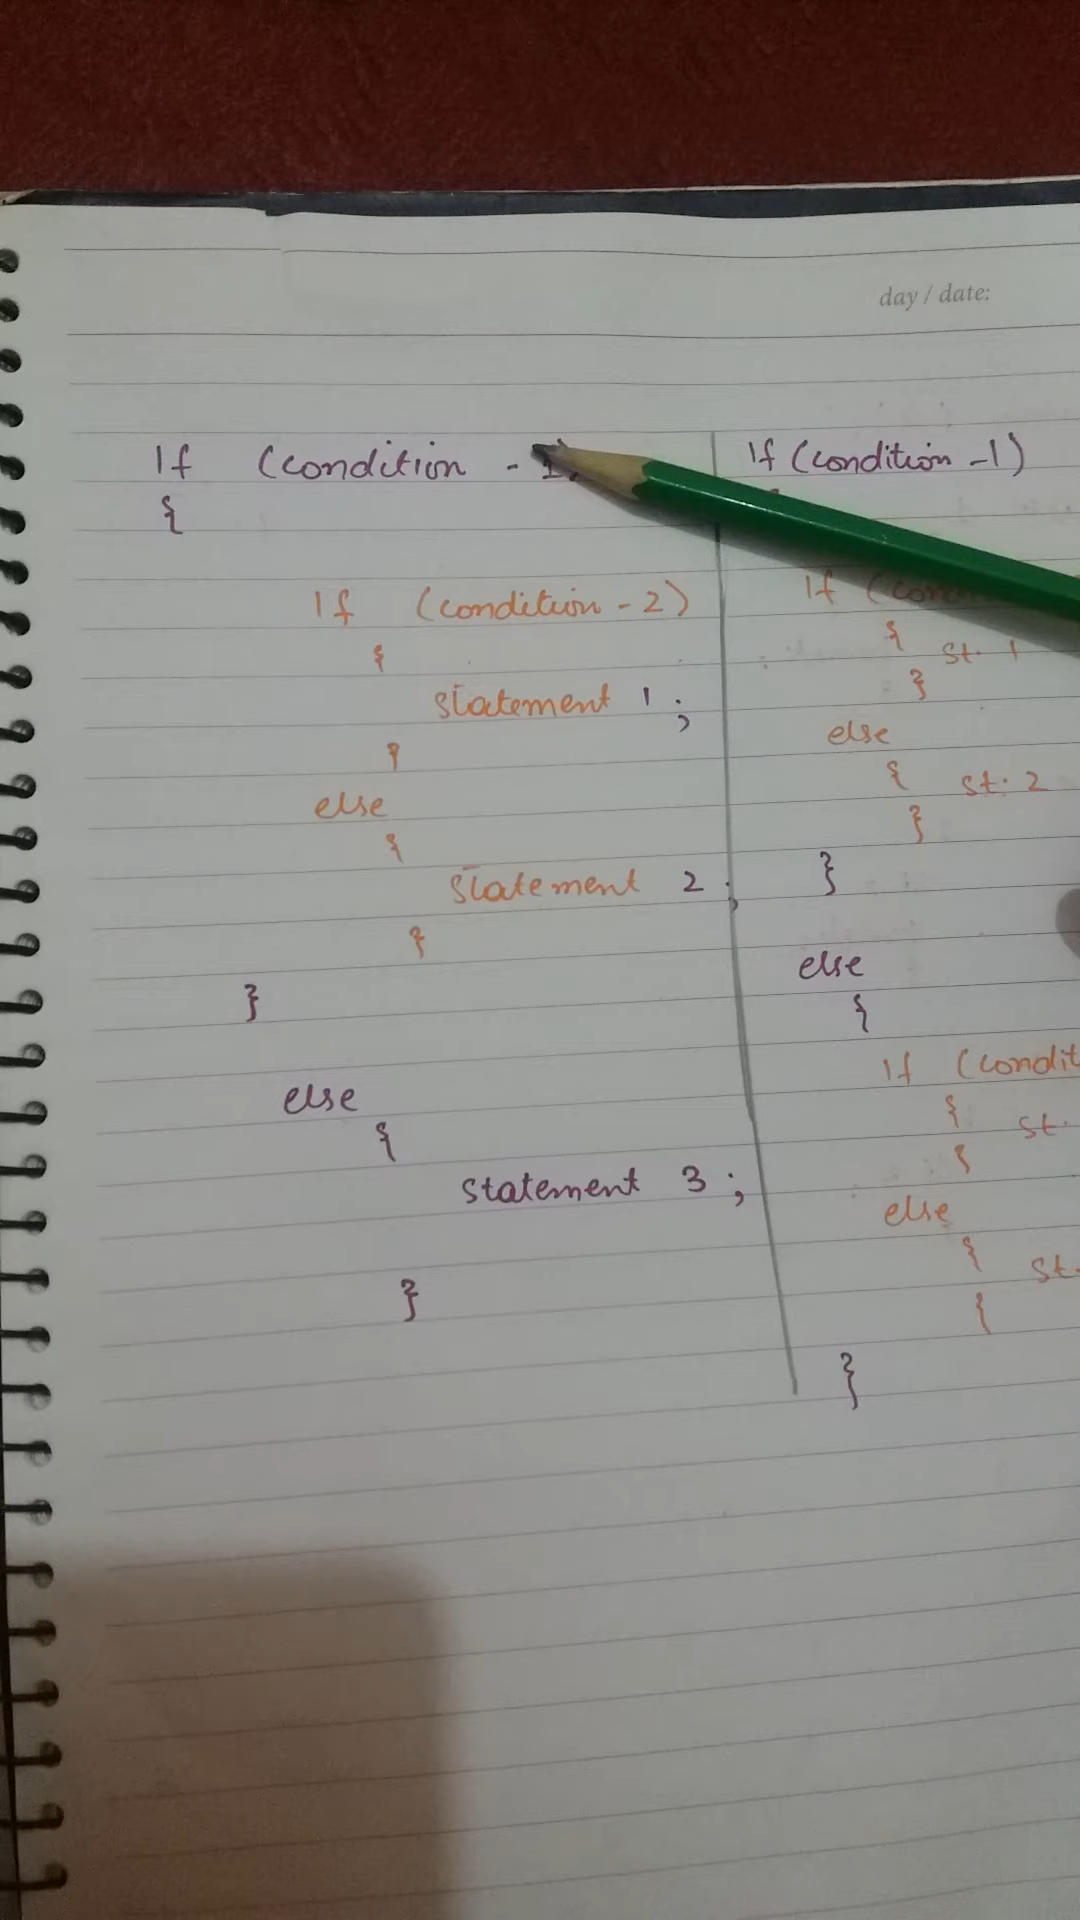 day / date:
If (condition - 1)
{
If (condition - 2)
{
statement 1 ;
}
else
{
statement 2 ;
}
}
else
{
statement 3 ;
}
If (condition - 1)
If (
{
st. 1
}
else
{
st. 2
}
}
else
{
If (condit
{
st.
}
else
{
st.
{
}